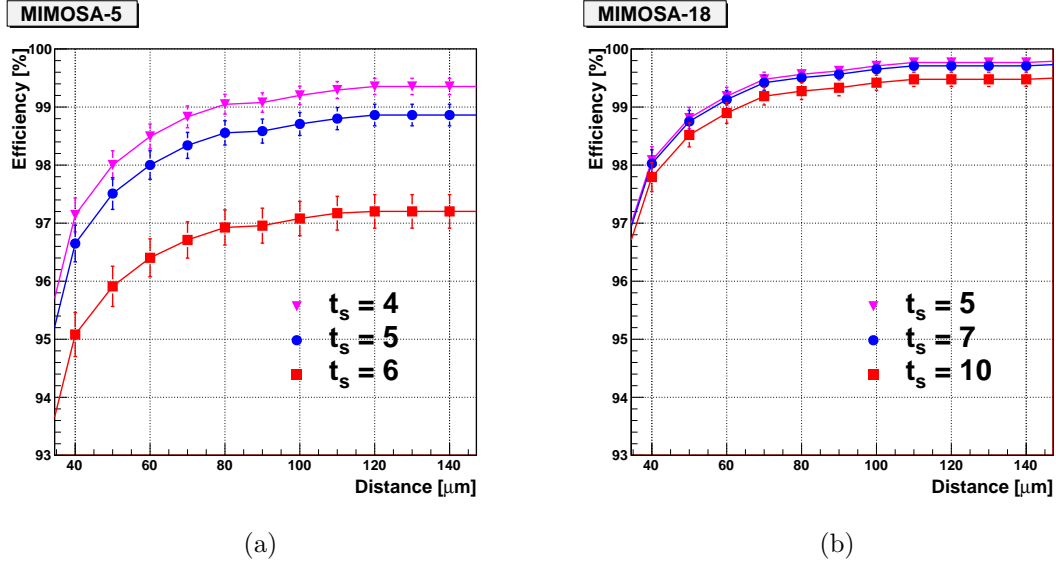 MIMOSA-5
Efficiency [%]
100
99
98
97
96
95
94
93
t_s = 4
t_s = 5
t_s = 6
40 60 80 100 120 140
Distance [μm]
(a)
MIMOSA-18
Efficiency [%]
100
99
98
97
96
95
94
93
t_s = 5
t_s = 7
t_s = 10
40 60 80 100 120 140
Distance [μm]
(b)